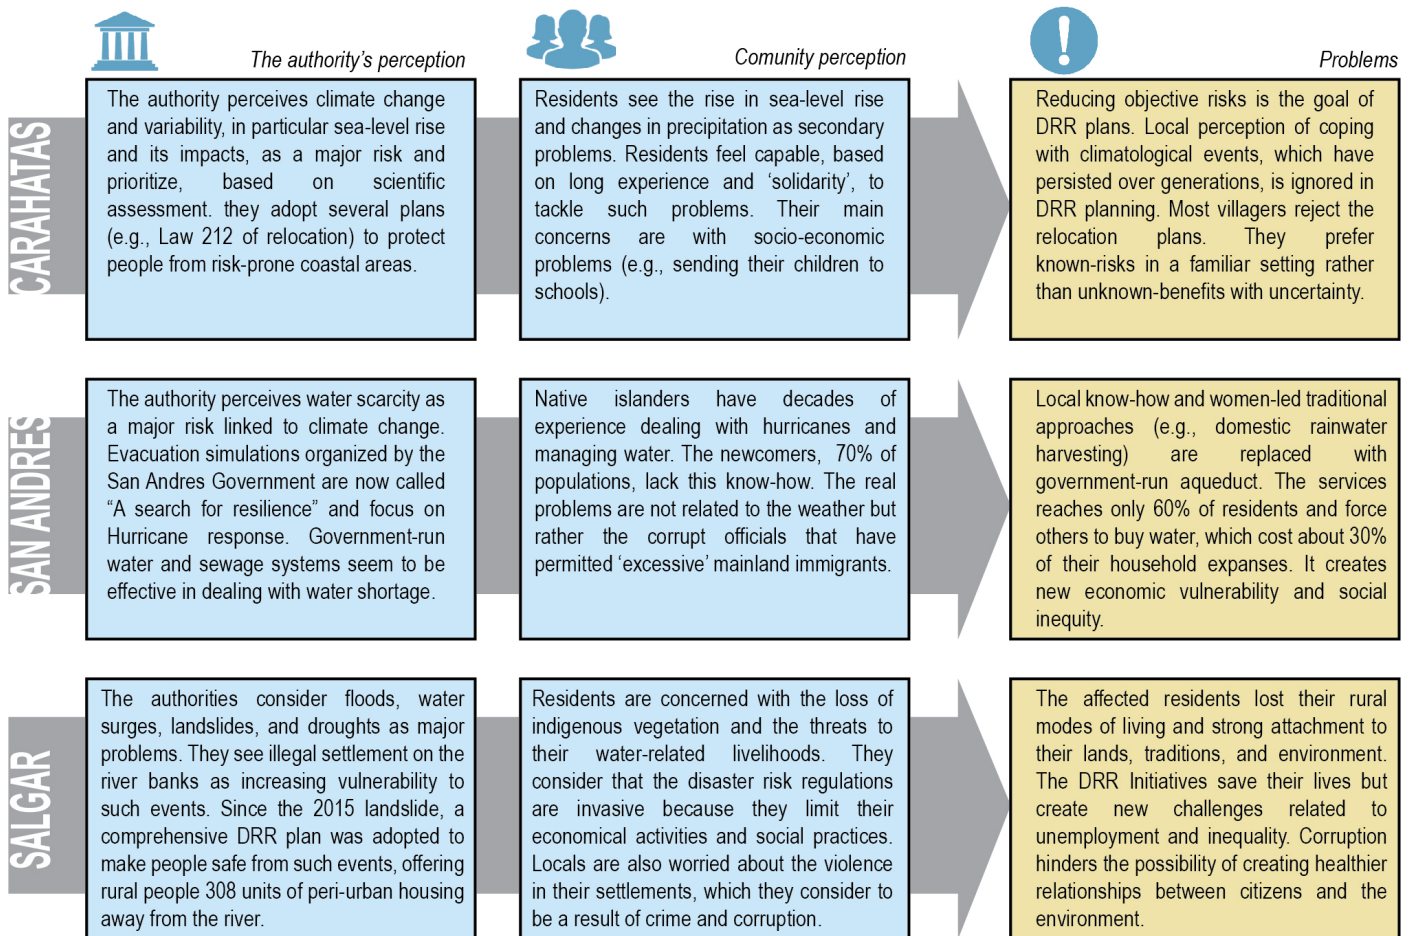 The authority's perception
Comunity perception
Problems
CARAHATAS
The authority perceives climate change
and variability, in particular sea-level rise
and its impacts, as a major risk and
prioritize, based on scientific
assessment. they adopt several plans
(e.g., Law 212 of relocation) to protect
people from risk-prone coastal areas.
Residents see the rise in sea-level rise
and changes in precipitation as secondary
problems. Residents feel capable, based
on long experience and ‘solidarity’, to
tackle such problems. Their main
concerns are with socio-economic
problems (e.g., sending their children to
schools).
Reducing objective risks is the goal of
DRR plans. Local perception of coping
with climatological events, which have
persisted over generations, is ignored in
DRR planning. Most villagers reject the
relocation plans. They prefer
known-risks in a familiar setting rather
than unknown-benefits with uncertainty.
SAN ANDRES
The authority perceives water scarcity as
a major risk linked to climate change.
Evacuation simulations organized by the
San Andres Government are now called
“A search for resilience” and focus on
Hurricane response. Government-run
water and sewage systems seem to be
effective in dealing with water shortage.
Native islanders have decades of
experience dealing with hurricanes and
managing water. The newcomers, 70% of
populations, lack this know-how. The real
problems are not related to the weather but
rather the corrupt officials that have
permitted ‘excessive’ mainland immigrants.
Local know-how and women-led traditional
approaches (e.g., domestic rainwater
harvesting) are replaced with
government-run aqueduct. The services
reaches only 60% of residents and force
others to buy water, which cost about 30%
of their household expanses. It creates
new economic vulnerability and social
inequity.
SALGAR
The authorities consider floods, water
surges, landslides, and droughts as major
problems. They see illegal settlement on the
river banks as increasing vulnerability to
such events. Since the 2015 landslide, a
comprehensive DRR plan was adopted to
make people safe from such events, offering
rural people 308 units of peri-urban housing
away from the river.
Residents are concerned with the loss of
indigenous vegetation and the threats to
their water-related livelihoods. They
consider that the disaster risk regulations
are invasive because they limit their
economical activities and social practices.
Locals are also worried about the violence
in their settlements, which they consider to
be a result of crime and corruption.
The affected residents lost their rural
modes of living and strong attachment to
their lands, traditions, and environment.
The DRR Initiatives save their lives but
create new challenges related to
unemployment and inequality. Corruption
hinders the possibility of creating healthier
relationships between citizens and the
environment.